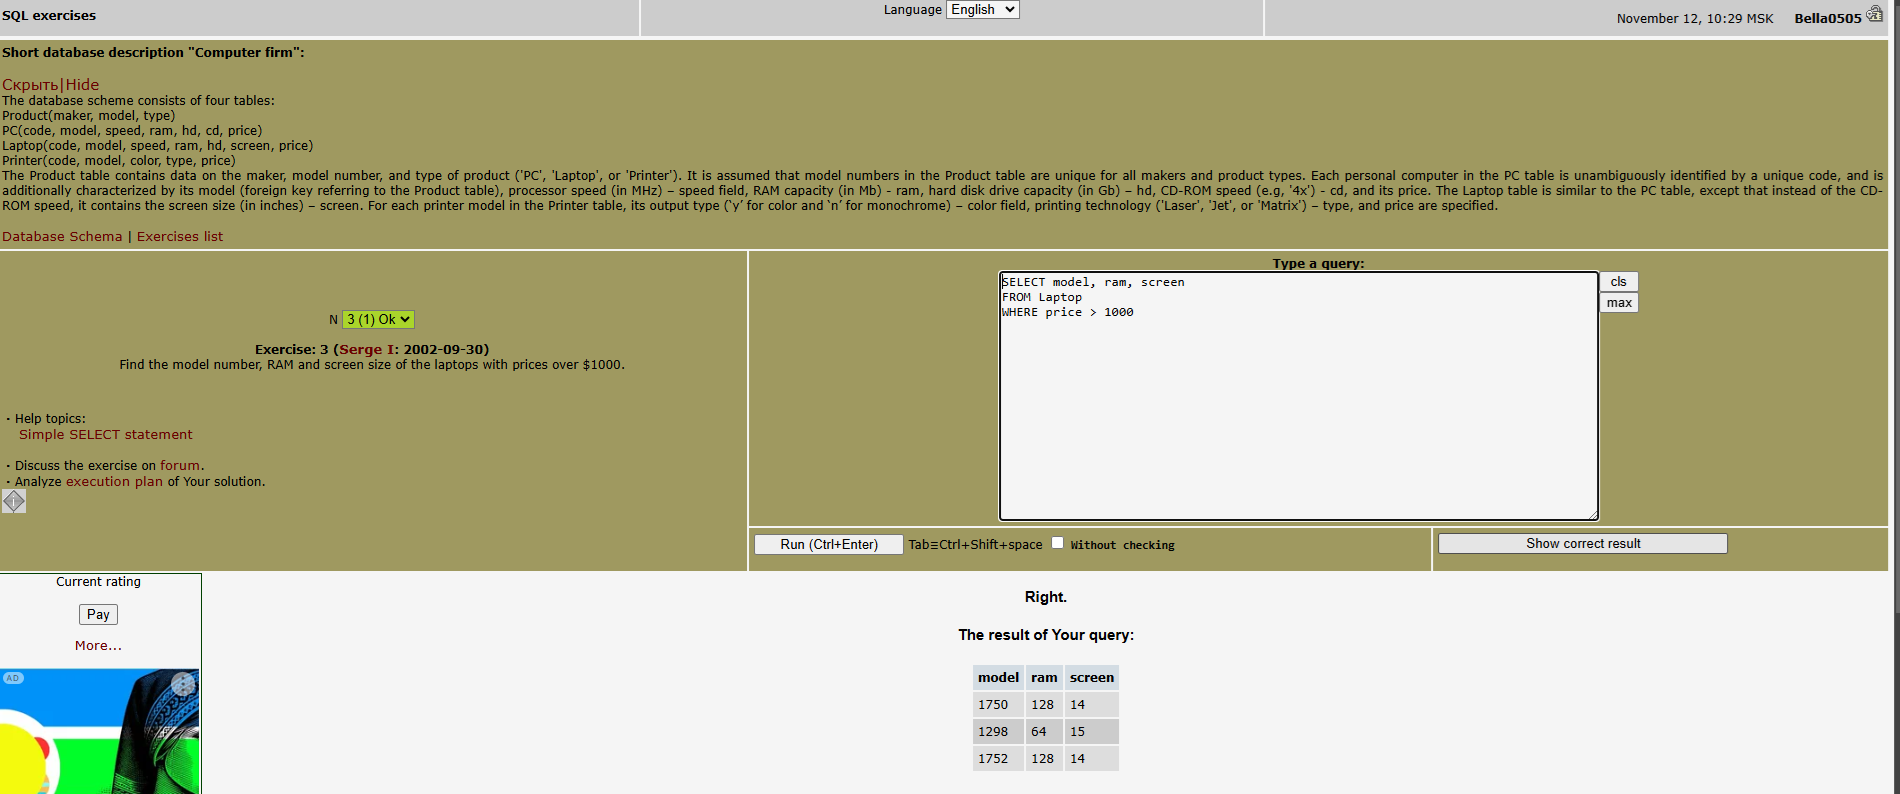 SQL exercises
Language English
November 12, 10:29 MSK Bella0505
Short database description "Computer firm":
Скрыть|Hide
The database scheme consists of four tables:
Product(maker, model, type)
PC(code, model, speed, ram, hd, cd, price)
Laptop(code, model, speed, ram, hd, screen, price)
Printer(code, model, color, type, price)
The Product table contains data on the maker, model number, and type of product ('PC', 'Laptop', or 'Printer'). It is assumed that model numbers in the Product table are unique for all makers and product types. Each personal computer in the PC table is unambiguously identified by a unique code, and is
additionally characterized by its model (foreign key referring to the Product table), processor speed (in MHz) – speed field, RAM capacity (in Mb) - ram, hard disk drive capacity (in Gb) – hd, CD-ROM speed (e.g, '4x') - cd, and its price. The Laptop table is similar to the PC table, except that instead of the CD-
ROM speed, it contains the screen size (in inches) – screen. For each printer model in the Printer table, its output type (‘y’ for color and ‘n’ for monochrome) – color field, printing technology ('Laser', 'Jet', or 'Matrix') – type, and price are specified.
Database Schema | Exercises list
N 3 (1) Ok
Exercise: 3 (Serge I: 2002-09-30)
Find the model number, RAM and screen size of the laptops with prices over $1000.
· Help topics:
Simple SELECT statement
· Discuss the exercise on forum.
· Analyze execution plan of Your solution.
Type a query:
SELECT model, ram, screen
FROM Laptop
WHERE price > 1000
cls
max
Run (Ctrl+Enter) Tab≡Ctrl+Shift+space Without checking
Show correct result
Current rating
Pay
More...
AD
Right.
The result of Your query:
model ram screen
1750 128 14
1298 64 15
1752 128 14